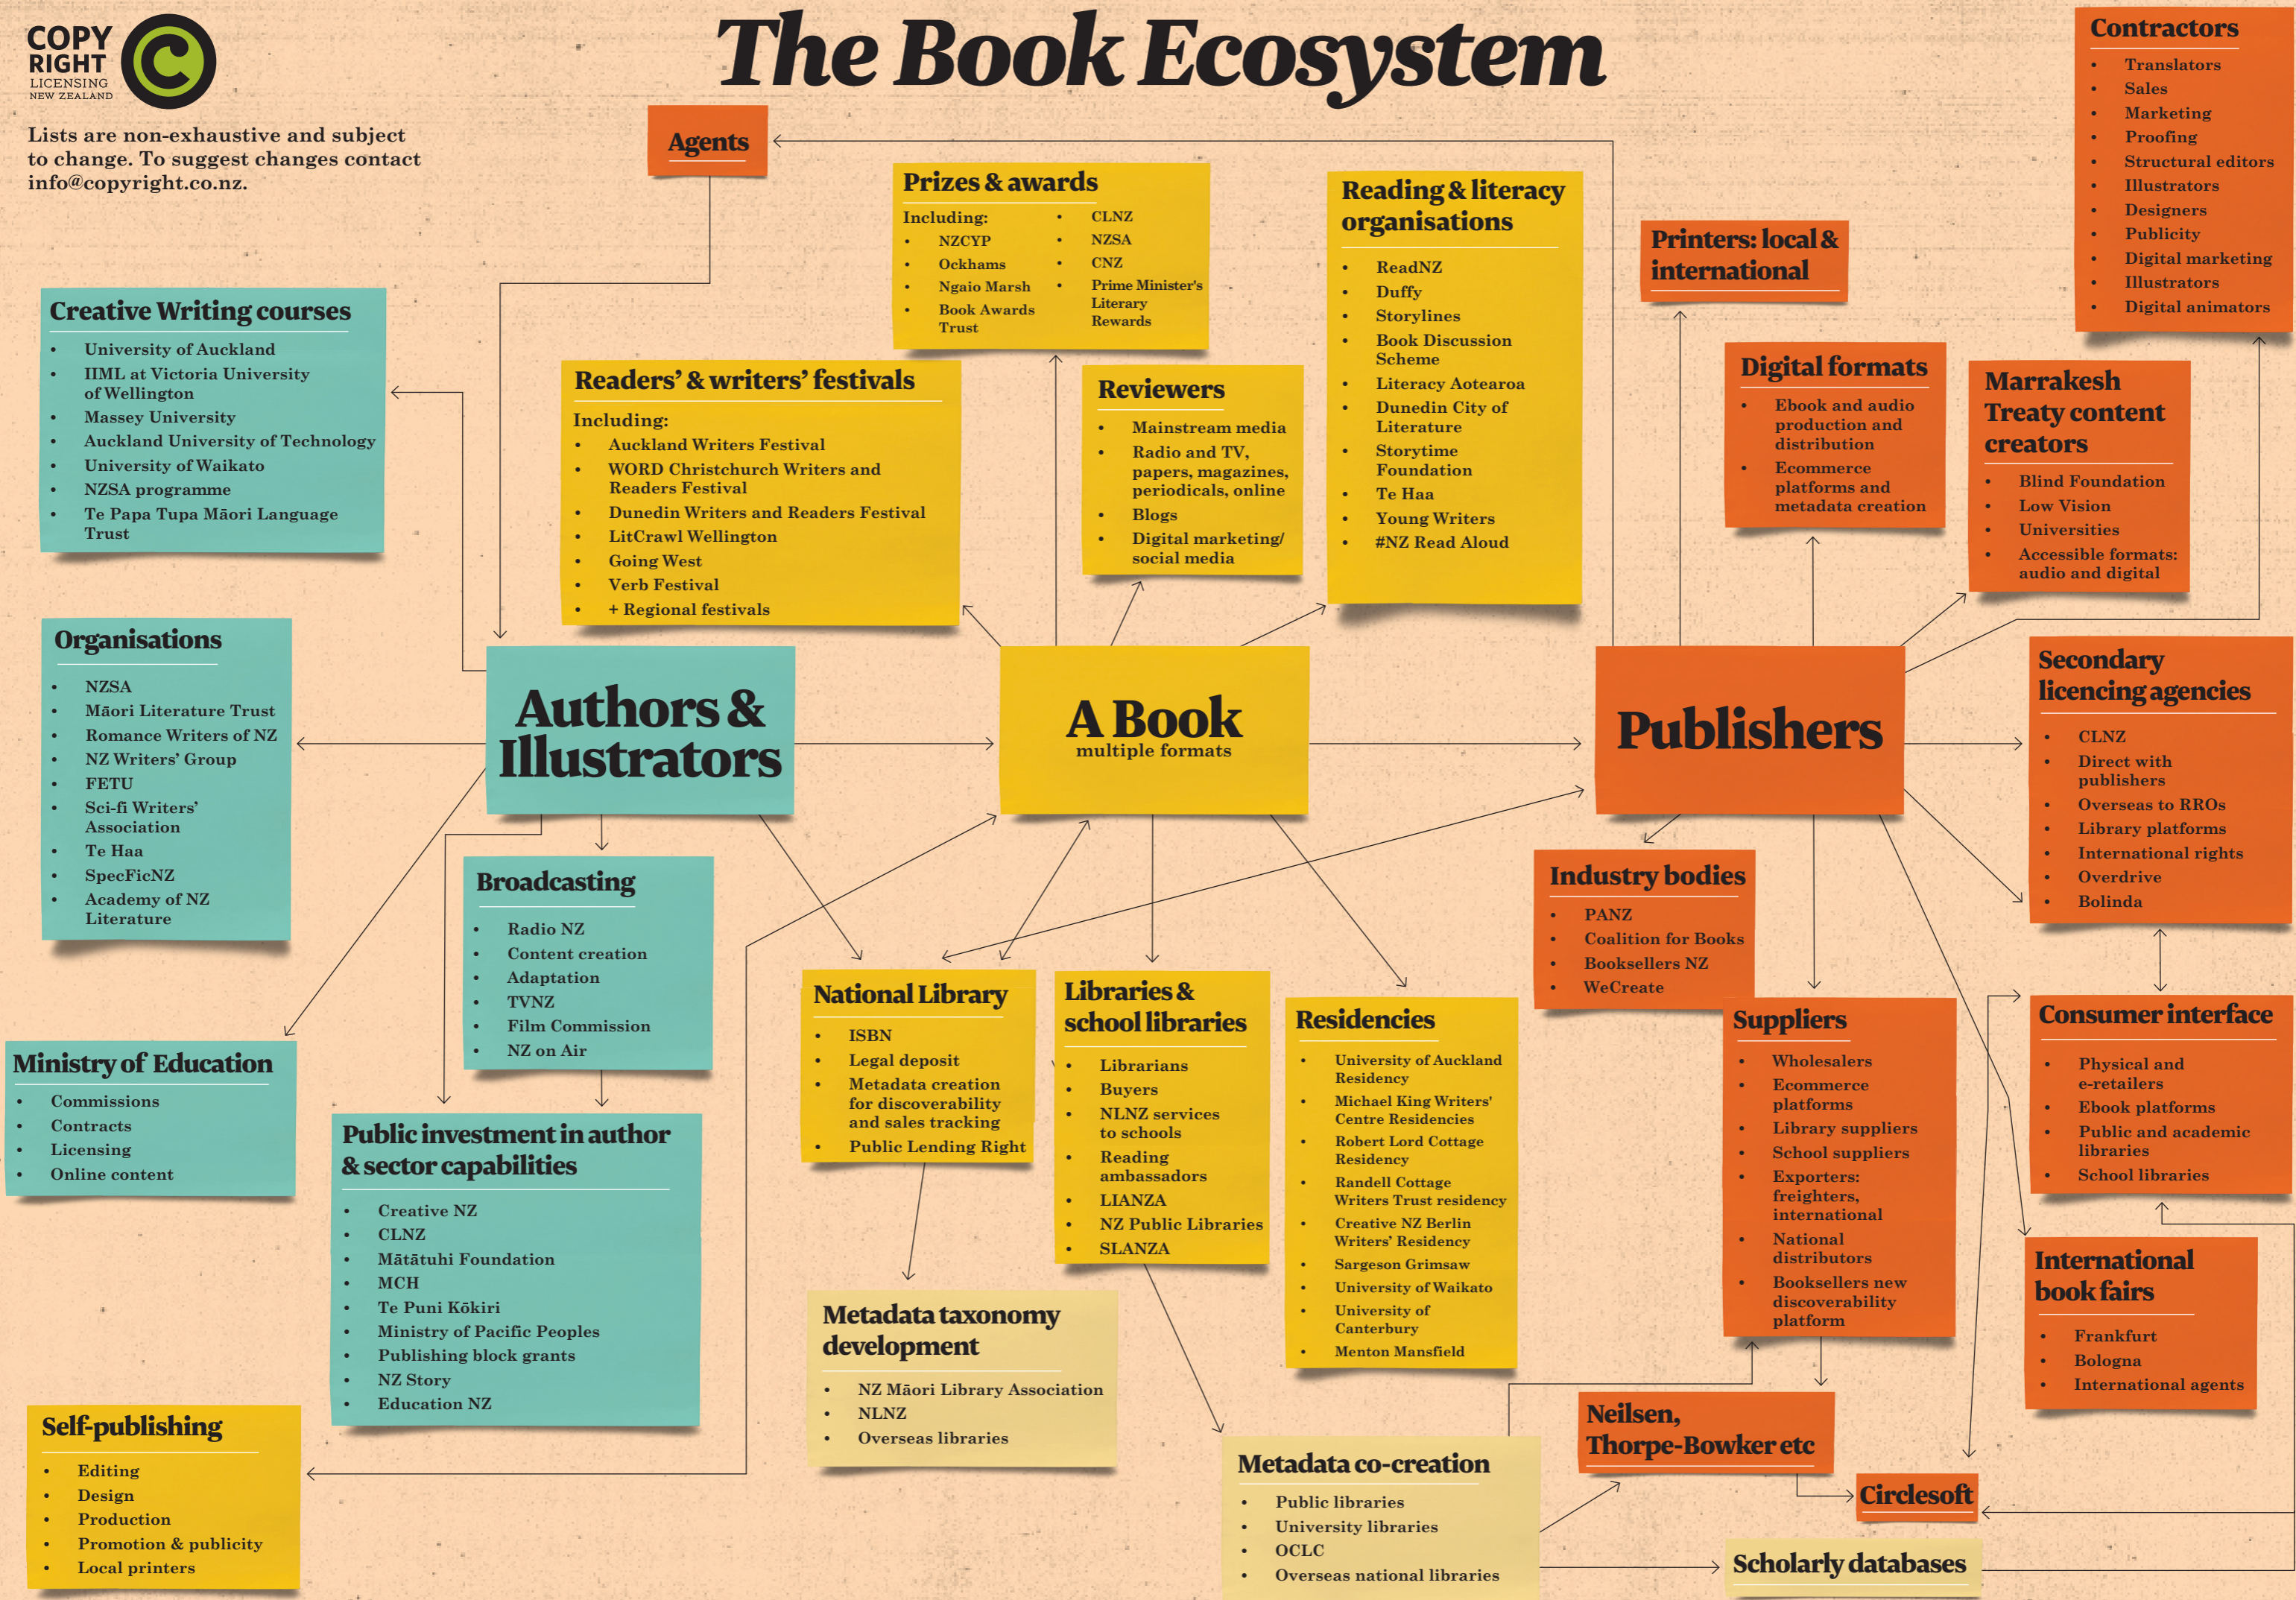 COPY
RIGHT
LICENSING
NEW ZEALAND
C
The Book Ecosystem
Lists are non-exhaustive and subject
to change. To suggest changes contact
info@copyright.co.nz.
Agents
Prizes & awards
Including:
• NZCYP
• Ockhams
• Ngaio Marsh
• Book Awards
Trust
• CLNZ
• NZSA
• CNZ
• Prime Minister's
Literary
Rewards
Reading & literacy
organisations
• ReadNZ
• Duffy
• Storylines
• Book Discussion
Scheme
• Literacy Aotearoa
• Dunedin City of
Literature
• Storytime
Foundation
• Te Haa
• Young Writers
• #NZ Read Aloud
Printers: local &
international
Contractors
• Translators
• Sales
• Marketing
• Proofing
• Structural editors
• Illustrators
• Designers
• Publicity
• Digital marketing
• Illustrators
• Digital animators
Creative Writing courses
• University of Auckland
• IIML at Victoria University
of Wellington
• Massey University
• Auckland University of Technology
• University of Waikato
• NZSA programme
• Te Papa Tupa Māori Language
Trust
Readers' & writers' festivals
Including:
• Auckland Writers Festival
• WORD Christchurch Writers and
Readers Festival
• Dunedin Writers and Readers Festival
• LitCrawl Wellington
• Going West
• Verb Festival
• + Regional festivals
Reviewers
• Mainstream media
• Radio and TV,
papers, magazines,
periodicals, online
• Blogs
• Digital marketing/
social media
Digital formats
• Ebook and audio
production and
distribution
• Ecommerce
platforms and
metadata creation
Marrakesh
Treaty content
creators
• Blind Foundation
• Low Vision
• Universities
• Accessible formats:
audio and digital
Organisations
• NZSA
• Māori Literature Trust
• Romance Writers of NZ
• NZ Writers' Group
• FETU
• Sci-fi Writers'
Association
• Te Haa
• SpecFicNZ
• Academy of NZ
Literature
Authors &
Illustrators
A Book
multiple formats
Publishers
Secondary
licencing agencies
• CLNZ
• Direct with
publishers
• Overseas to RROs
• Library platforms
• International rights
• Overdrive
• Bolinda
Broadcasting
• Radio NZ
• Content creation
• Adaptation
• TVNZ
• Film Commission
• NZ on Air
Industry bodies
• PANZ
• Coalition for Books
• Booksellers NZ
• WeCreate
Ministry of Education
• Commissions
• Contracts
• Licensing
• Online content
Public investment in author
& sector capabilities
• Creative NZ
• CLNZ
• Mātātuhi Foundation
• MCH
• Te Puni Kōkiri
• Ministry of Pacific Peoples
• Publishing block grants
• NZ Story
• Education NZ
National Library
• ISBN
• Legal deposit
• Metadata creation
for discoverability
and sales tracking
• Public Lending Right
Libraries &
school libraries
• Librarians
• Buyers
• NLNZ services
to schools
• Reading
ambassadors
• LIANZA
• NZ Public Libraries
• SLANZA
Residencies
• University of Auckland
Residency
• Michael King Writers'
Centre Residencies
• Robert Lord Cottage
Residency
• Randell Cottage
Writers Trust residency
• Creative NZ Berlin
Writers' Residency
• Sargeson Grimsaw
• University of Waikato
• University of
Canterbury
• Menton Mansfield
Suppliers
• Wholesalers
• Ecommerce
platforms
• Library suppliers
• School suppliers
• Exporters:
freighters,
international
• National
distributors
• Booksellers new
discoverability
platform
Consumer interface
• Physical and
e-retailers
• Ebook platforms
• Public and academic
libraries
• School libraries
International
book fairs
• Frankfurt
• Bologna
• International agents
Metadata taxonomy
development
• NZ Māori Library Association
• NLNZ
• Overseas libraries
Self-publishing
• Editing
• Design
• Production
• Promotion & publicity
• Local printers
Metadata co-creation
• Public libraries
• University libraries
• OCLC
• Overseas national libraries
Neilsen,
Thorpe-Bowker etc
Circlesoft
Scholarly databases